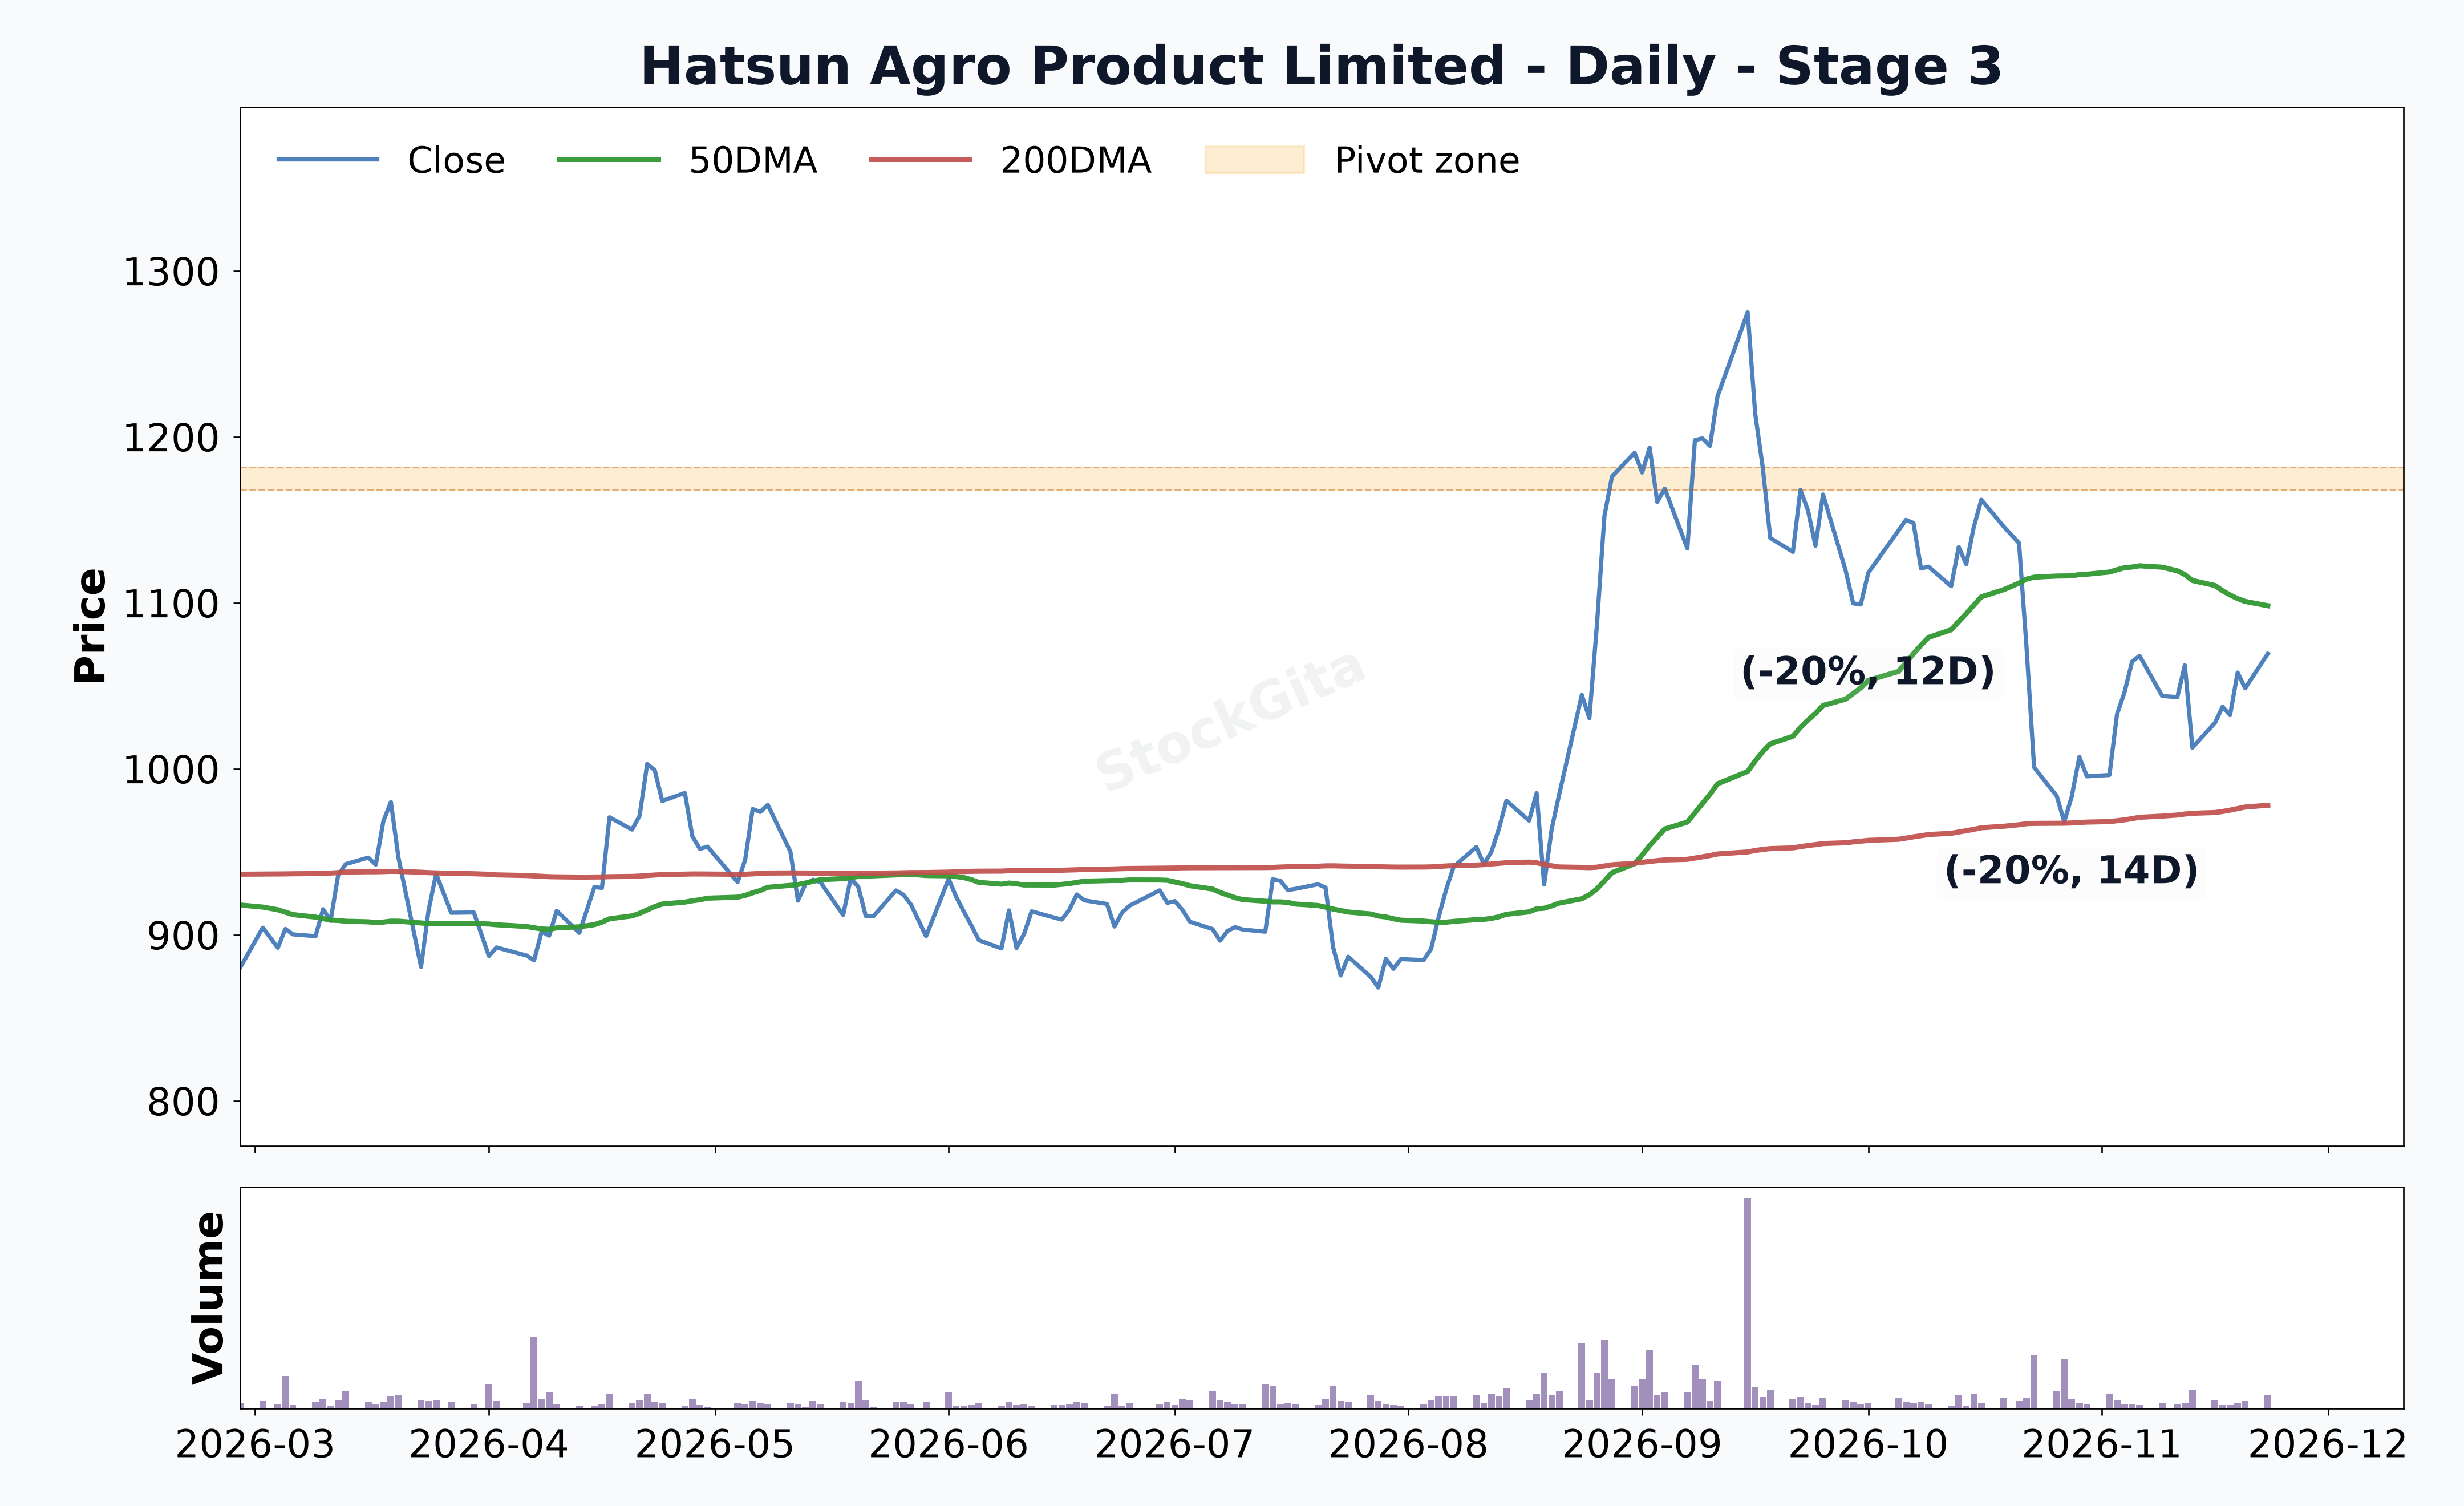 Hatsun Agro Product Limited - Daily - Stage 3
Close 50DMA 200DMA Pivot zone
Price
1300
1200
1100
1000
900
800
(-20%, 12D)
(-20%, 14D)
StockGita
Volume
2026-03 2026-04 2026-05 2026-06 2026-07 2026-08 2026-09 2026-10 2026-11 2026-12